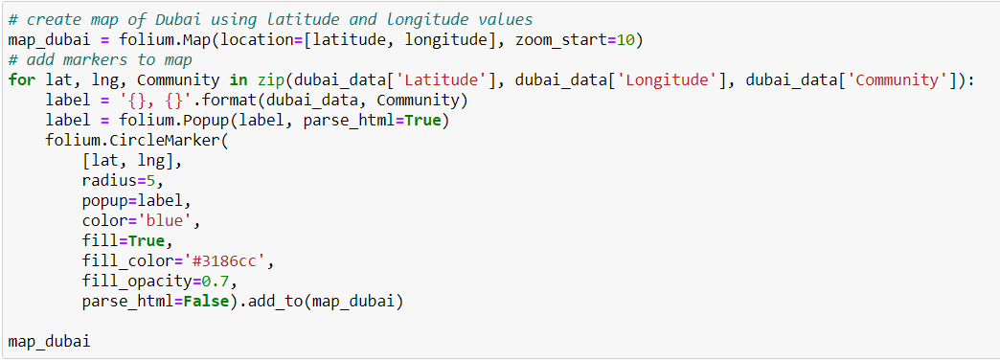 # create map of Dubai using latitude and longitude values
map_dubai = folium.Map(location=[latitude, longitude], zoom_start=10)
# add markers to map
for lat, lng, Community in zip(dubai_data['Latitude'], dubai_data['Longitude'], dubai_data['Community']):
    label = '{}, {}'.format(dubai_data, Community)
    label = folium.Popup(label, parse_html=True)
    folium.CircleMarker(
        [lat, lng],
        radius=5,
        popup=label,
        color='blue',
        fill=True,
        fill_color='#3186cc',
        fill_opacity=0.7,
        parse_html=False).add_to(map_dubai)

map_dubai